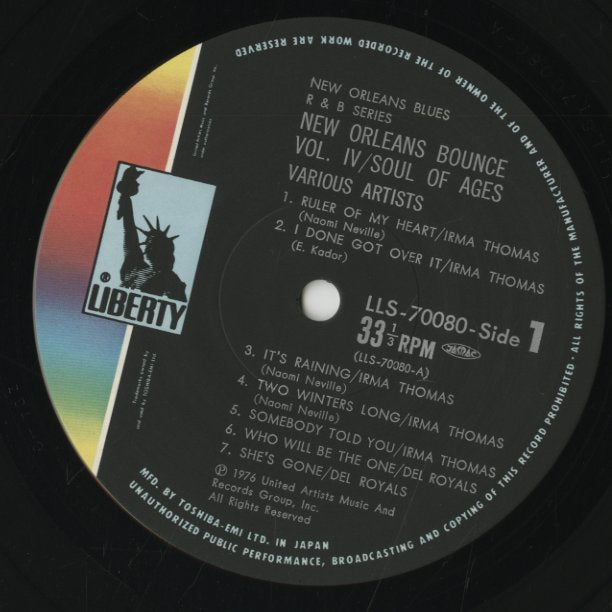 NEW ORLEANS BLUES
R & B SERIES
NEW ORLEANS BOUNCE
VOL. IV/SOUL OF AGES
VARIOUS ARTISTS
1. RULER OF MY HEART/IRMA THOMAS
(Naomi Neville)
2. I DONE GOT OVER IT/IRMA THOMAS
(E. Kador)
LIBERTY
LLS-70080-Side 1
33 1/3 RPM
(LLS-70080-A)
3. IT'S RAINING/IRMA THOMAS
(Naomi Neville)
4. TWO WINTERS LONG/IRMA THOMAS
(Naomi Neville)
5. SOMEBODY TOLD YOU/IRMA THOMAS
6. WHO WILL BE THE ONE/DEL ROYALS
7. SHE'S GONE/DEL ROYALS
Ⓟ 1976 United Artists Music And
Records Group, Inc.
All Rights Reserved
MFD. BY TOSHIBA-EMI LTD. IN JAPAN
UNAUTHORIZED PUBLIC PERFORMANCE, BROADCASTING AND COPYING OF THIS RECORD PROHIBITED · ALL RIGHTS OF THE MANUFACTURER AND OF THE OWNER OF THE RECORDED WORK ARE RESERVED